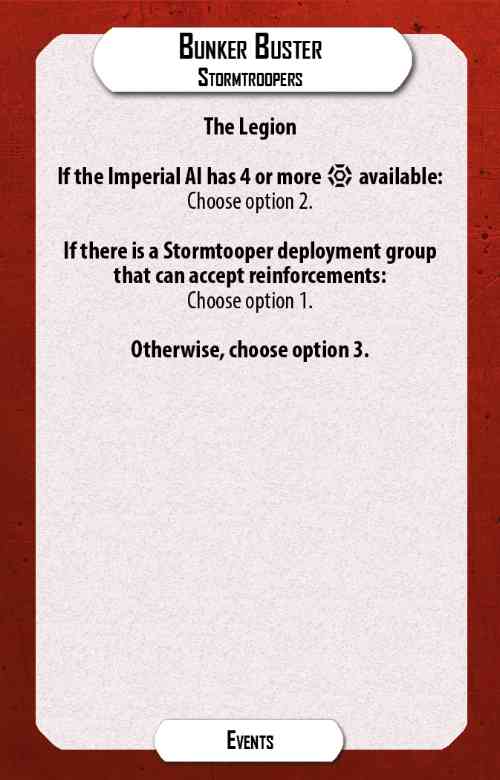 Bunker Buster
Stormtroopers
The Legion
If the Imperial AI has 4 or more available:
Choose option 2.
If there is a Stormtooper deployment group
that can accept reinforcements:
Choose option 1.
Otherwise, choose option 3.
Events